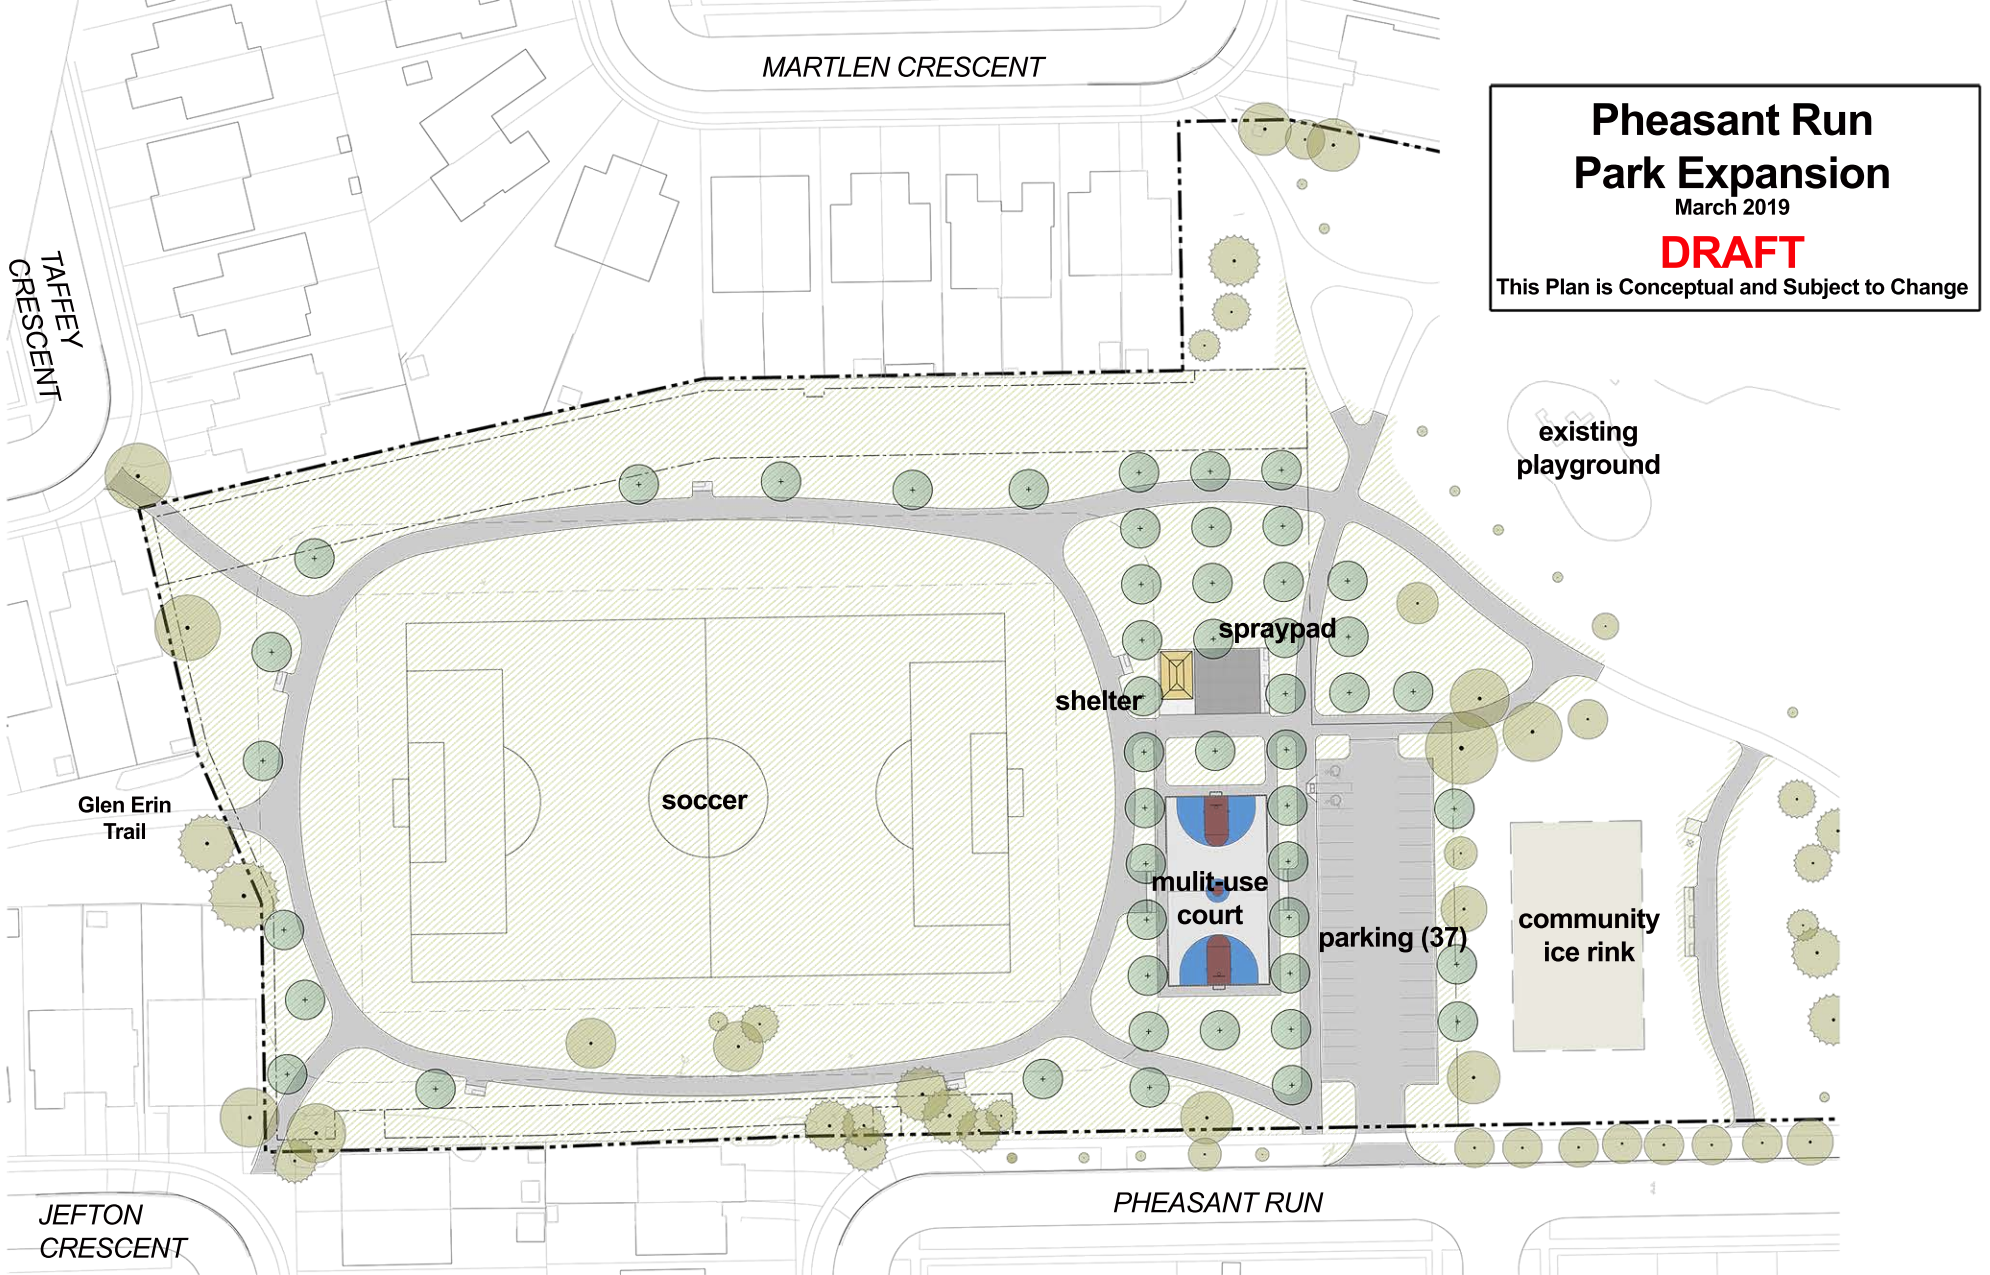 MARTLEN CRESCENT
Pheasant Run
Park Expansion
March 2019
DRAFT
This Plan is Conceptual and Subject to Change
TAFFEY
CRESCENT
existing
playground
spraypad
shelter
Glen Erin
Trail
soccer
mulit-use
court
parking (37)
community
ice rink
PHEASANT RUN
JEFTON
CRESCENT